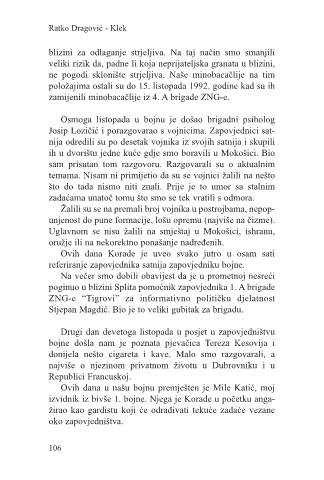 Ratko Dragović - Klek
blizini za odlaganje strjeljiva. Na taj način smo smanjili
veliki rizik da, padne li koja neprijateljska granata u blizini,
ne pogodi sklonište strjeljiva. Naše minobacačlije na tim
položajima ostali su do 15. listopada 1992. godine kad su ih
zamijenili minobacačlije iz 4. A brigade ZNG-e.
Osmoga listopada u bojnu je došao brigadni psiholog
Josip Lozičić i porazgovarao s vojnicima. Zapovjednici sat-
nija odredili su po desetak vojnika iz svojih satnija i skupili
ih u dvorištu jedne kuće gdje smo boravili u Mokošici. Bio
sam prisutan tom razgovoru. Razgovarali su o aktualnim
temama. Nisam ni primijetio da su se vojnici žalili na nešto
što do tada nismo niti znali. Prije je to umor sa stalnim
zadaćama unatoč tomu što smo se tek vratili s odmora.
Žalili su se na premali broj vojnika u postrojbama, nepop-
unjenost do pune formacije, lošu opremu (najviše na čizme).
Uglavnom se nisu žalili na smještaj u Mokošici, ishranu,
oružje ili na nekorektno ponašanje nadređenih.
Ovih dana Korade je uveo svako jutro u osam sati
referiranje zapovjednika satnija zapovjedniku bojne.
Na večer smo dobili obavijest da je u prometnoj nesreći
poginuo u blizini Splita pomoćnik zapovjednika 1. A brigade
ZNG-e “Tigrovi” za informativno političku djelatnost
Stjepan Magdić. Bio je to veliki gubitak za brigadu.
Drugi dan devetoga listopada u posjet u zapovjedništvu
bojne došla nam je poznata pjevačica Tereza Kesovija i
donijela nešto cigareta i kave. Malo smo razgovarali, a
najviše o njezinom privatnom životu u Dubrovniku i u
Republici Francuskoj.
Ovih dana u našu bojnu premješten je Mile Katić, moj
izvidnik iz bivše 1. bojne. Njega je Korade u početku anga-
žirao kao gardistu koji će odrađivati tekuće zadaće vezane
oko zapovjedništva.
106